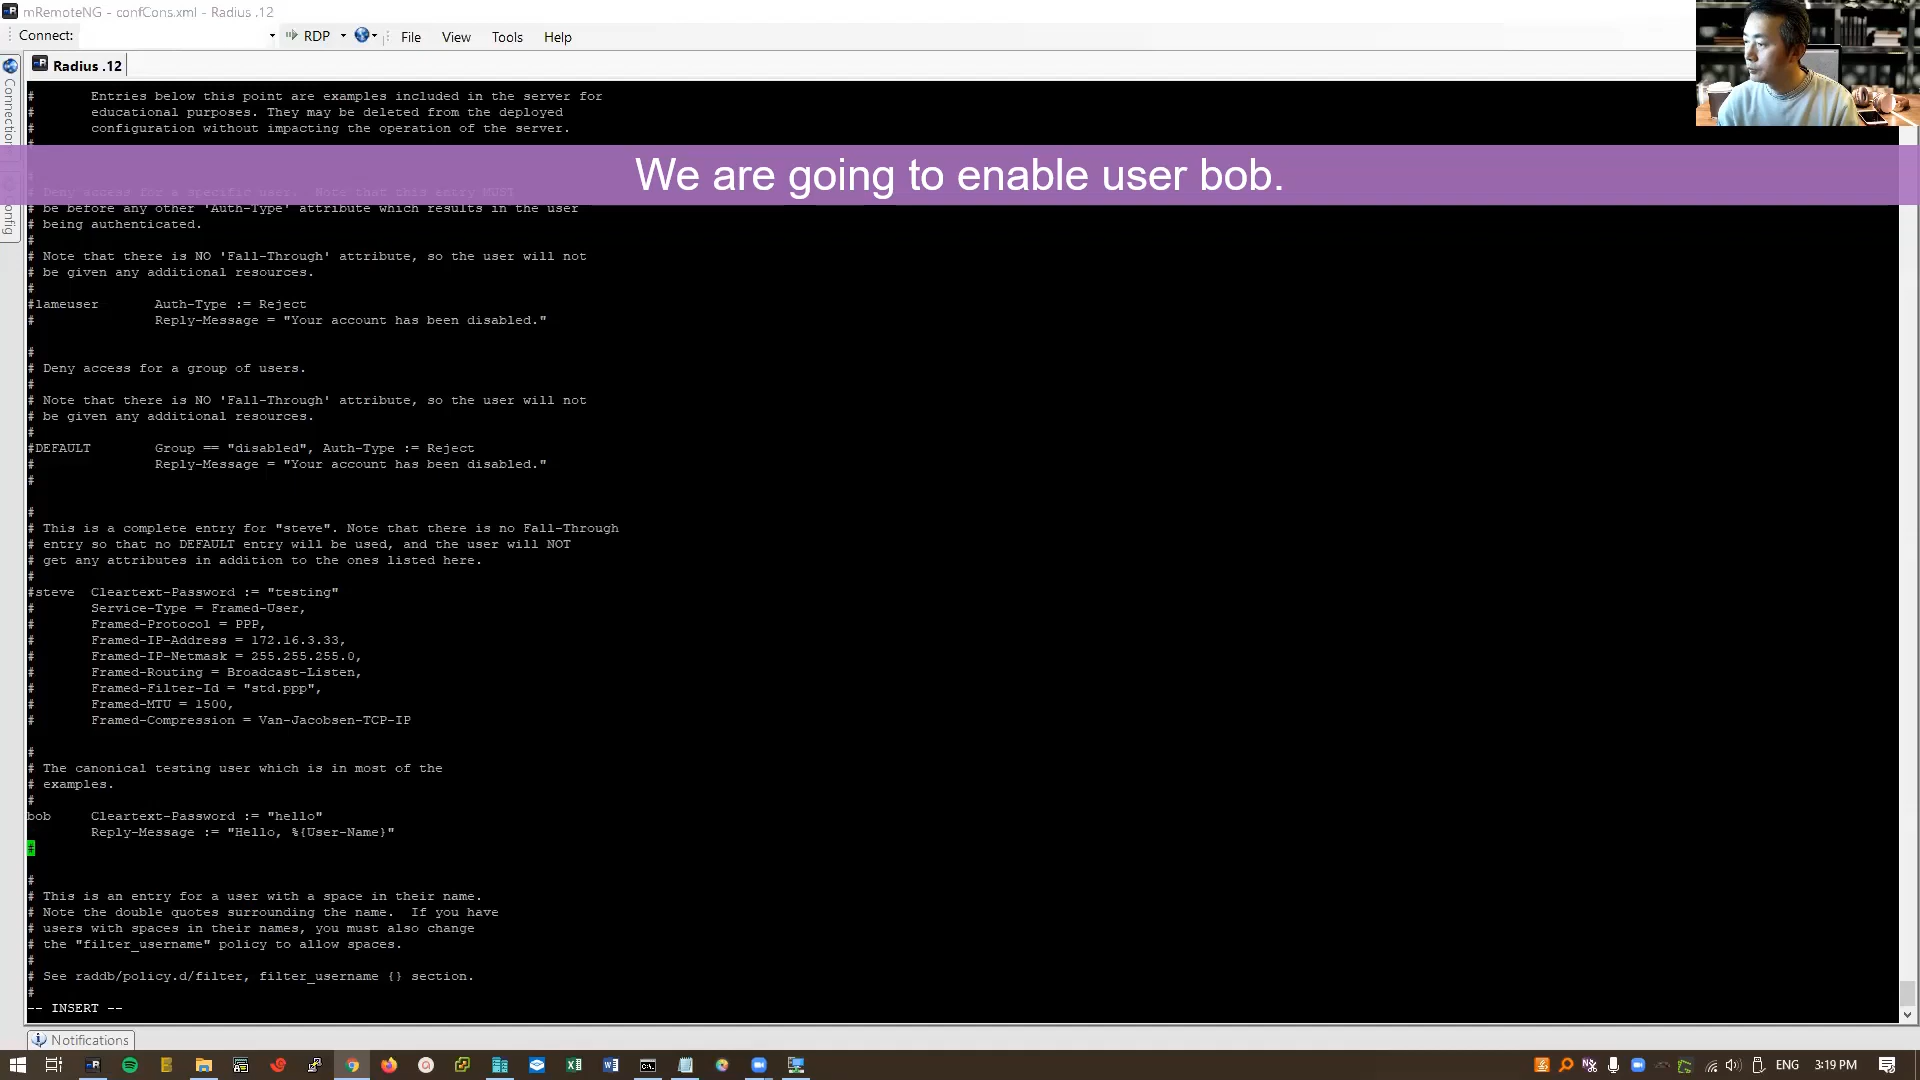 mRemoteNG - confCons.xml - Radius .12
Connect:
RDP
File
View
Tools
Help
Radius .12
Connections
Config
#       Entries below this point are examples included in the server for
#       educational purposes. They may be deleted from the deployed
#       configuration without impacting the operation of the server.
We are going to enable user bob.
# Deny access for a specific user.  Note that this entry MUST
# be before any other 'Auth-Type' attribute which results in the user
# being authenticated.
#
# Note that there is NO 'Fall-Through' attribute, so the user will not
# be given any additional resources.
#
#lameuser       Auth-Type := Reject
#               Reply-Message = "Your account has been disabled."
#
# Deny access for a group of users.
#
# Note that there is NO 'Fall-Through' attribute, so the user will not
# be given any additional resources.
#
#DEFAULT        Group == "disabled", Auth-Type := Reject
#               Reply-Message = "Your account has been disabled."
#
#
# This is a complete entry for "steve". Note that there is no Fall-Through
# entry so that no DEFAULT entry will be used, and the user will NOT
# get any attributes in addition to the ones listed here.
#
#steve  Cleartext-Password := "testing"
#       Service-Type = Framed-User,
#       Framed-Protocol = PPP,
#       Framed-IP-Address = 172.16.3.33,
#       Framed-IP-Netmask = 255.255.255.0,
#       Framed-Routing = Broadcast-Listen,
#       Framed-Filter-Id = "std.ppp",
#       Framed-MTU = 1500,
#       Framed-Compression = Van-Jacobsen-TCP-IP
#
# The canonical testing user which is in most of the
# examples.
#
bob     Cleartext-Password := "hello"
        Reply-Message := "Hello, %{User-Name}"
#
#
# This is an entry for a user with a space in their name.
# Note the double quotes surrounding the name.  If you have
# users with spaces in their names, you must also change
# the "filter_username" policy to allow spaces.
#
# See raddb/policy.d/filter, filter_username {} section.
#
-- INSERT --
Notifications
ENG
3:19 PM